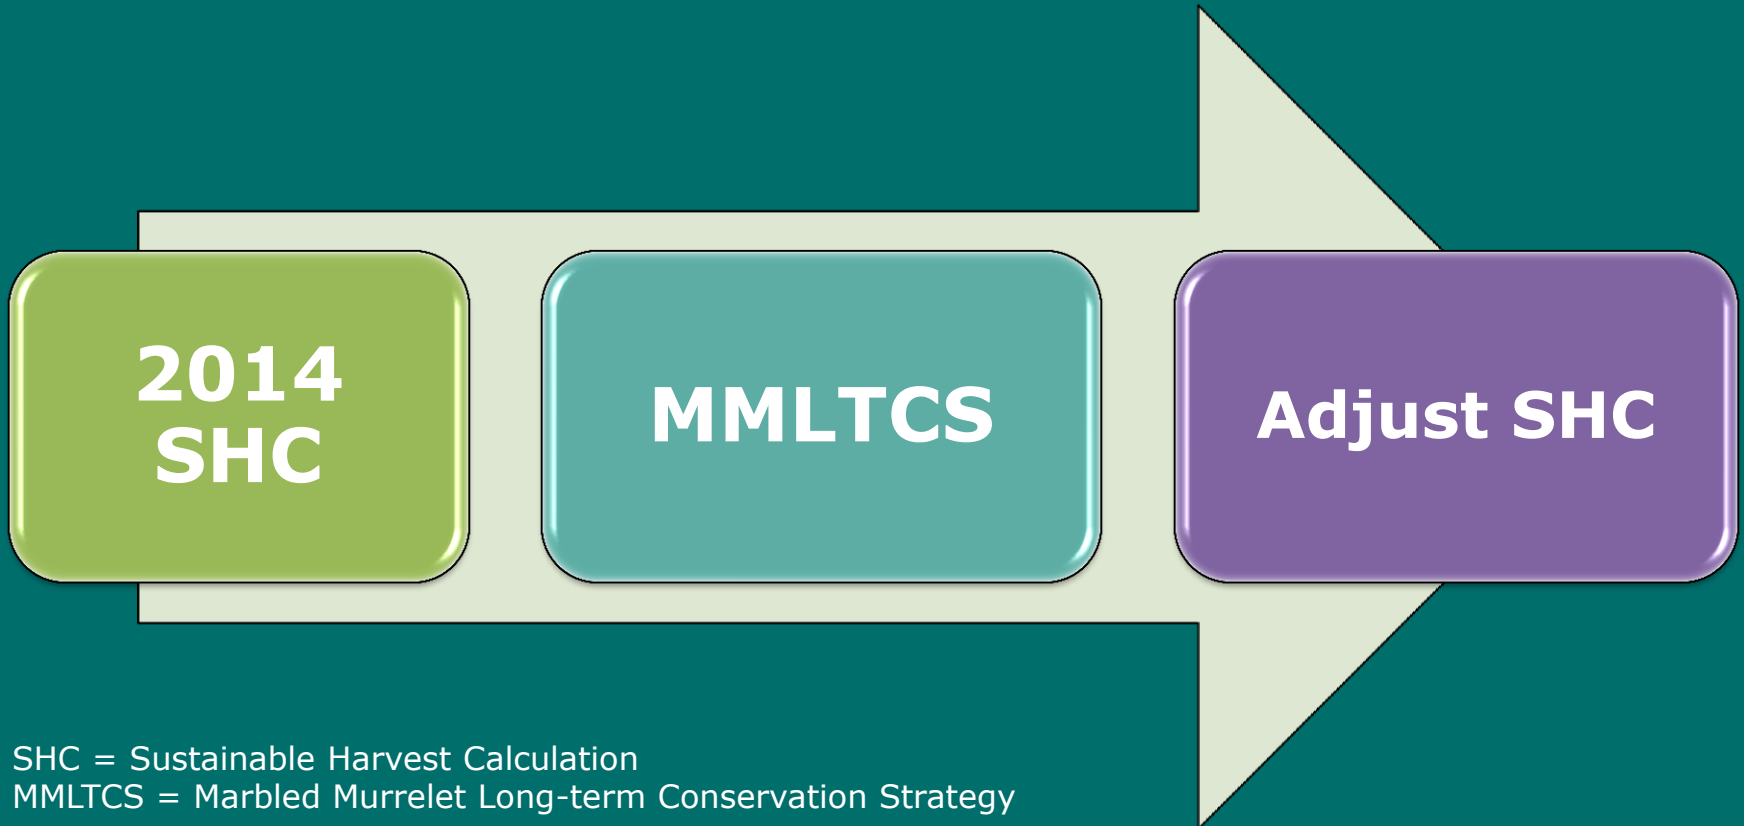 2014
SHC
MMLTCS
Adjust SHC
SHC = Sustainable Harvest Calculation
MMLTCS = Marbled Murrelet Long-term Conservation Strategy